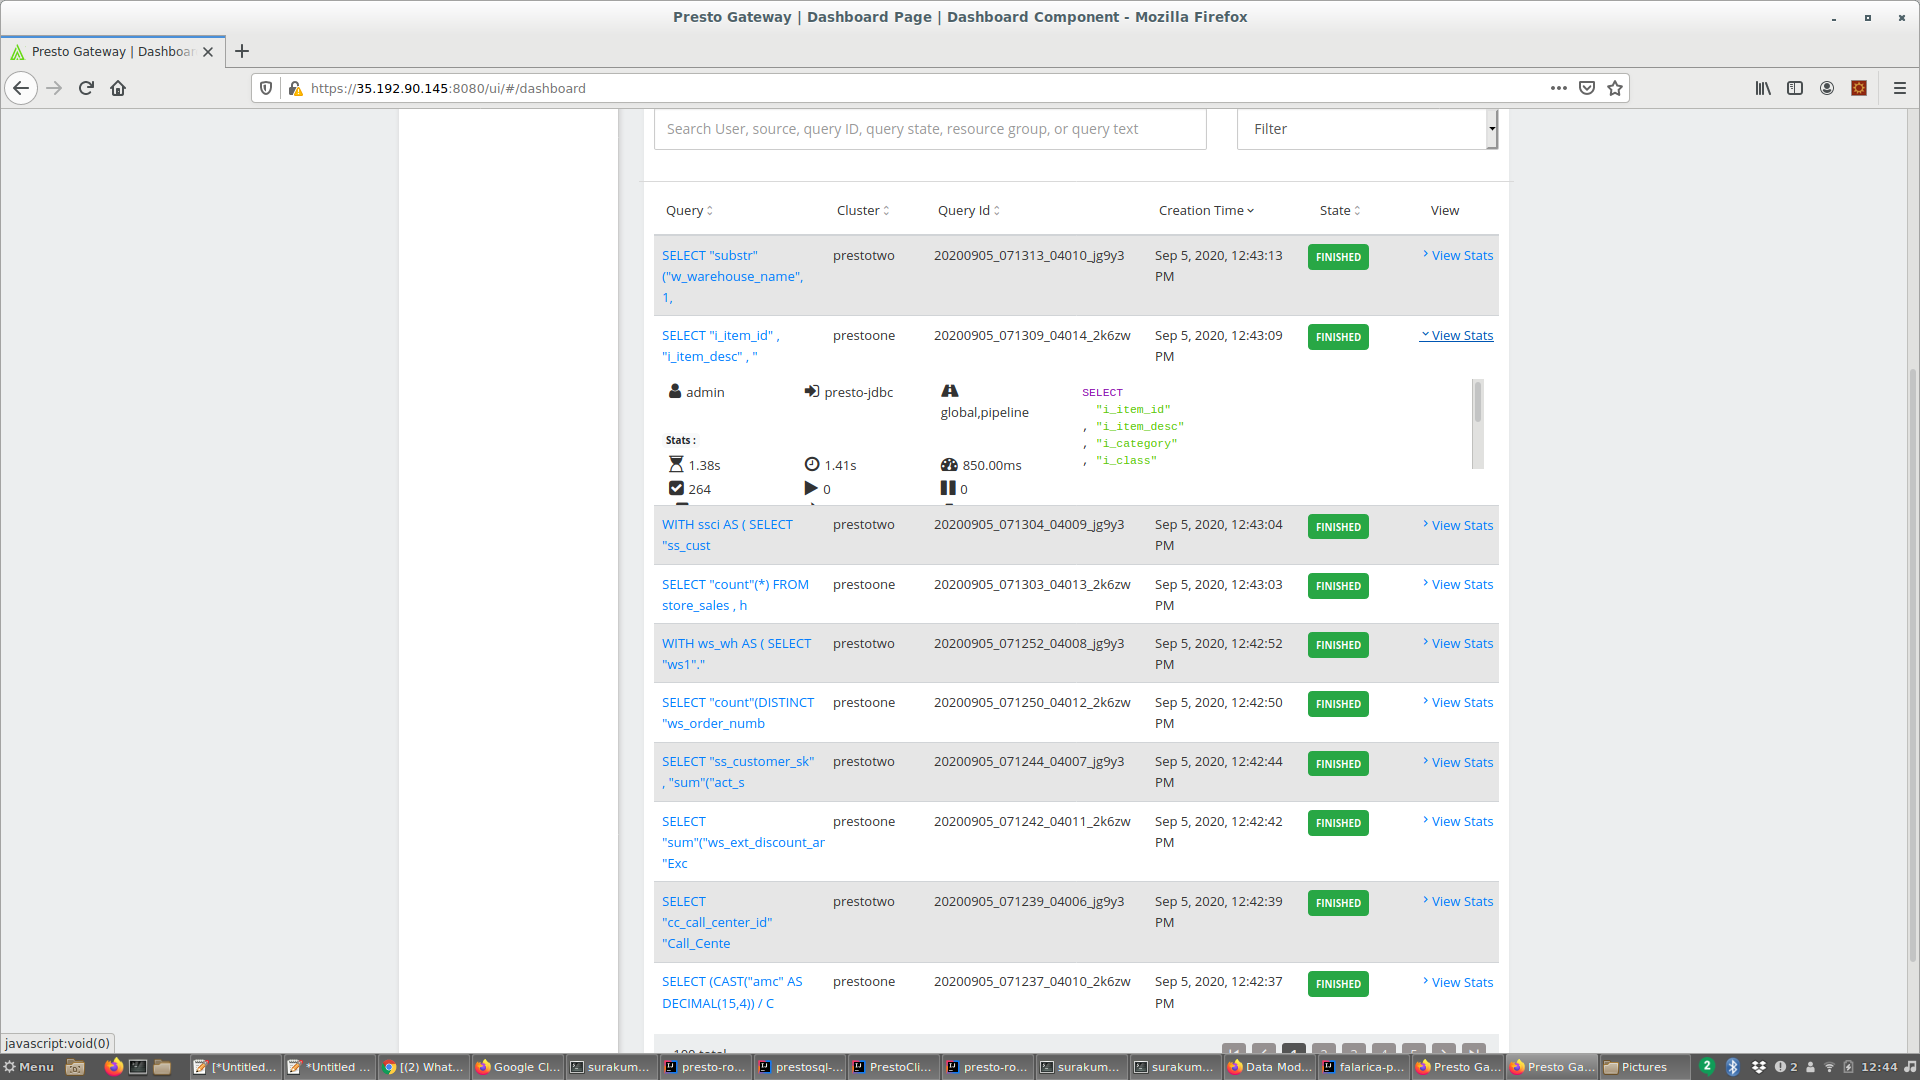 Presto Gateway | Dashboard Page | Dashboard Component - Mozilla Firefox
Presto Gateway | Dashboar
https://35.192.90.145:8080/ui/#/dashboard
Search User, source, query ID, query state, resource group, or query text
Filter
Query Cluster Query Id Creation Time State View
SELECT "substr" prestotwo 20200905_071313_04010_jg9y3 Sep 5, 2020, 12:43:13 FINISHED View Stats
("w_warehouse_name", PM
1,
SELECT "i_item_id" , prestoone 20200905_071309_04014_2k6zw Sep 5, 2020, 12:43:09 FINISHED View Stats
"i_item_desc" , " PM
admin presto-jdbc
global,pipeline
SELECT
"i_item_id"
, "i_item_desc"
, "i_category"
, "i_class"
Stats :
1.38s 1.41s 850.00ms
264 0 0
WITH ssci AS ( SELECT prestotwo 20200905_071304_04009_jg9y3 Sep 5, 2020, 12:43:04 FINISHED View Stats
"ss_cust PM
SELECT "count"(*) FROM prestoone 20200905_071303_04013_2k6zw Sep 5, 2020, 12:43:03 FINISHED View Stats
store_sales , h PM
WITH ws_wh AS ( SELECT prestotwo 20200905_071252_04008_jg9y3 Sep 5, 2020, 12:42:52 FINISHED View Stats
"ws1"." PM
SELECT "count"(DISTINCT prestoone 20200905_071250_04012_2k6zw Sep 5, 2020, 12:42:50 FINISHED View Stats
"ws_order_numb PM
SELECT "ss_customer_sk" prestotwo 20200905_071244_04007_jg9y3 Sep 5, 2020, 12:42:44 FINISHED View Stats
, "sum"("act_s PM
SELECT prestoone 20200905_071242_04011_2k6zw Sep 5, 2020, 12:42:42 FINISHED View Stats
"sum"("ws_ext_discount_ar PM
"Exc
SELECT prestotwo 20200905_071239_04006_jg9y3 Sep 5, 2020, 12:42:39 FINISHED View Stats
"cc_call_center_id" PM
"Call_Cente
SELECT (CAST("amc" AS prestoone 20200905_071237_04010_2k6zw Sep 5, 2020, 12:42:37 FINISHED View Stats
DECIMAL(15,4)) / C PM
javascript:void(0)
Menu [*Untitled... *Untitled ... [(2) What... Google Cl... surakum... presto-ro... prestosql-... PrestoCli... presto-ro... surakum... surakum... Data Mod... falarica-p... Presto Ga... Presto Ga... Pictures 2 2 12:44